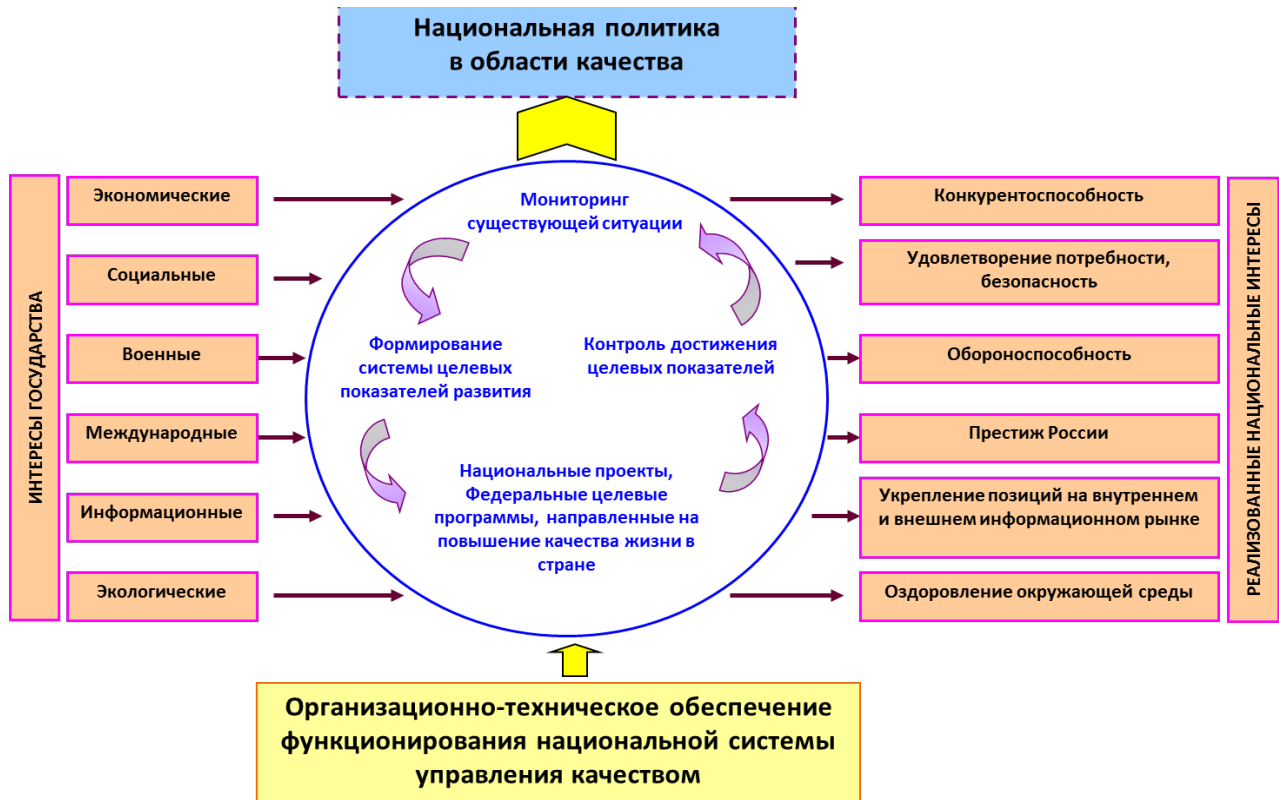 Национальная политика
в области качества
ИНТЕРЕСЫ ГОСУДАРСТВА
Экономические
Социальные
Военные
Международные
Информационные
Экологические
Мониторинг
существующей ситуации
Формирование
системы целевых
показателей развития
Контроль достижения
целевых показателей
Национальные проекты,
Федеральные целевые
программы, направленные на
повышение качества жизни в
стране
Конкурентоспособность
Удовлетворение потребности,
безопасность
Обороноспособность
Престиж России
Укрепление позиций на внутреннем
и внешнем информационном рынке
Оздоровление окружающей среды
РЕАЛИЗОВАННЫЕ НАЦИОНАЛЬНЫЕ ИНТЕРЕСЫ
Организационно-техническое обеспечение
функционирования национальной системы
управления качеством